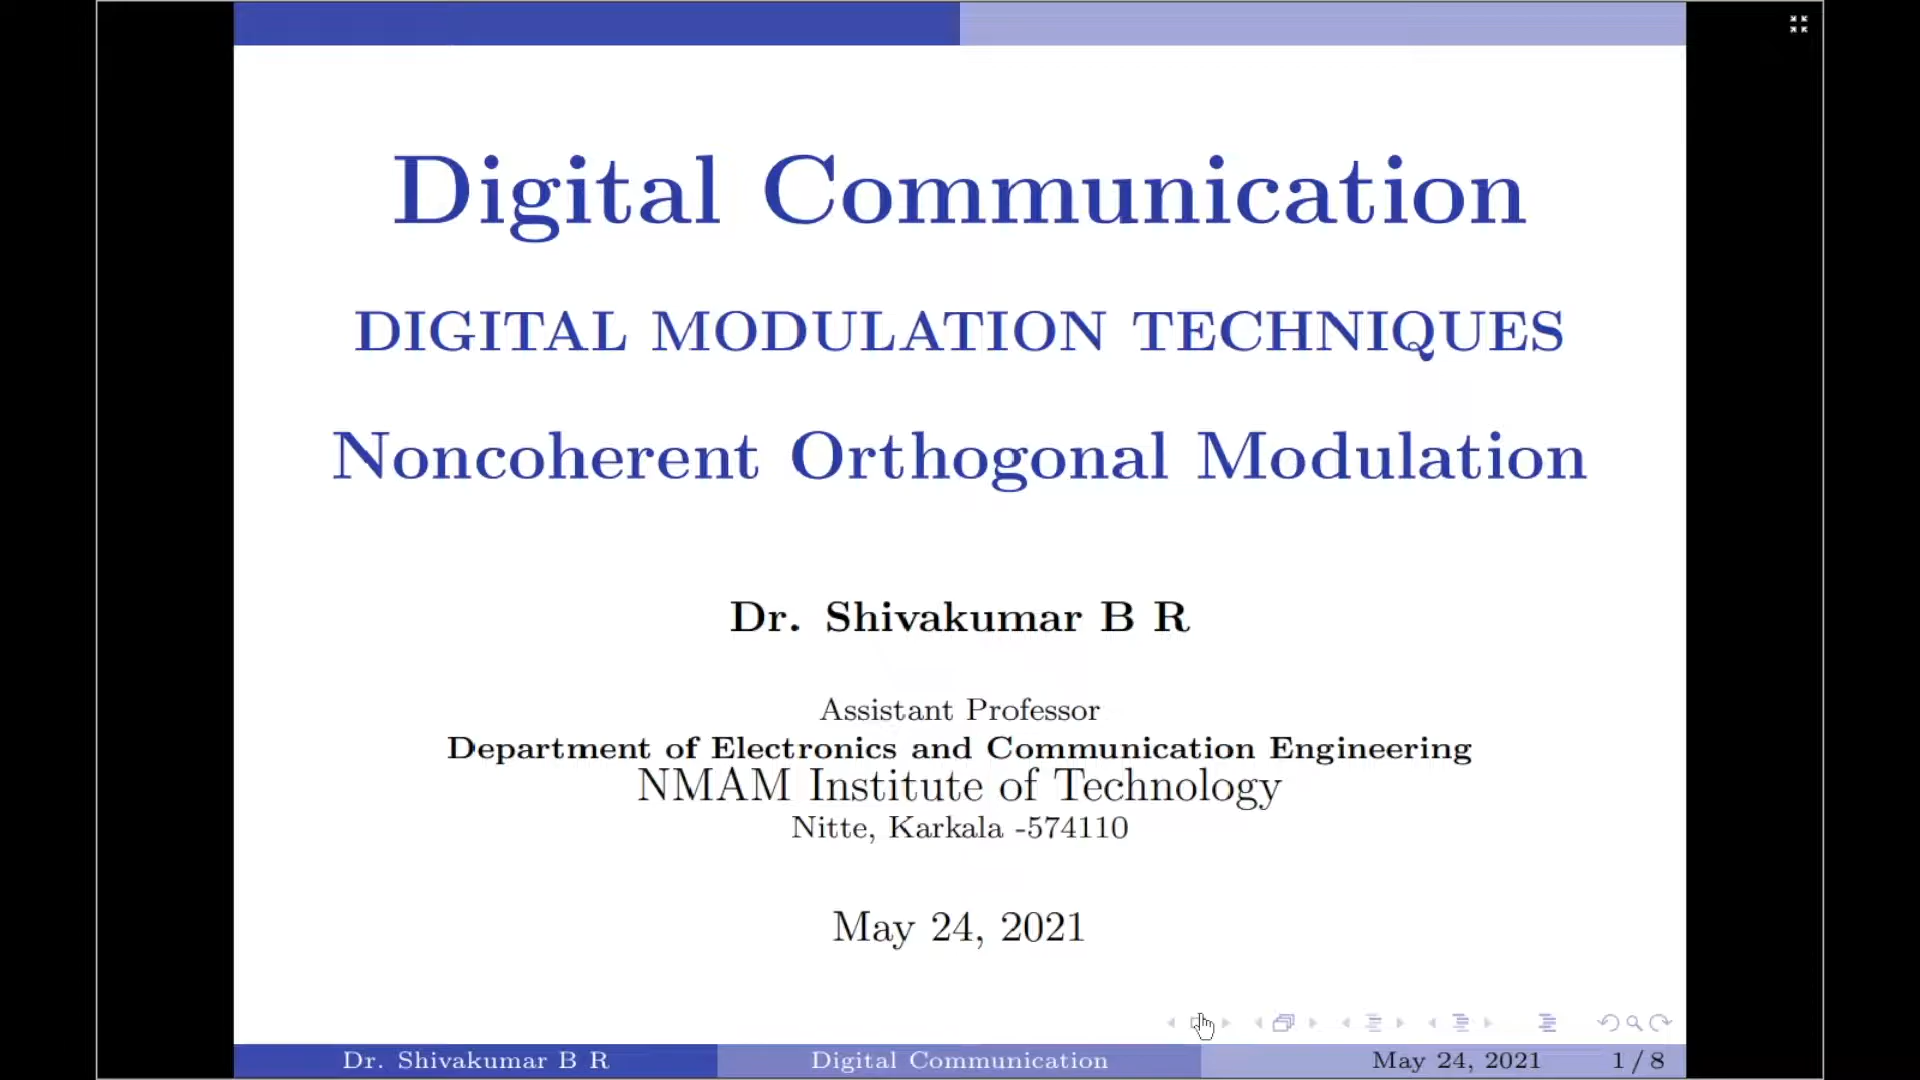 Digital Communication
DIGITAL MODULATION TECHNIQUES
Noncoherent Orthogonal Modulation
Dr. Shivakumar B R
Assistant Professor
Department of Electronics and Communication Engineering
NMAM Institute of Technology
Nitte, Karkala -574110
May 24, 2021
Dr. Shivakumar B R Digital Communication May 24, 2021 1 / 8